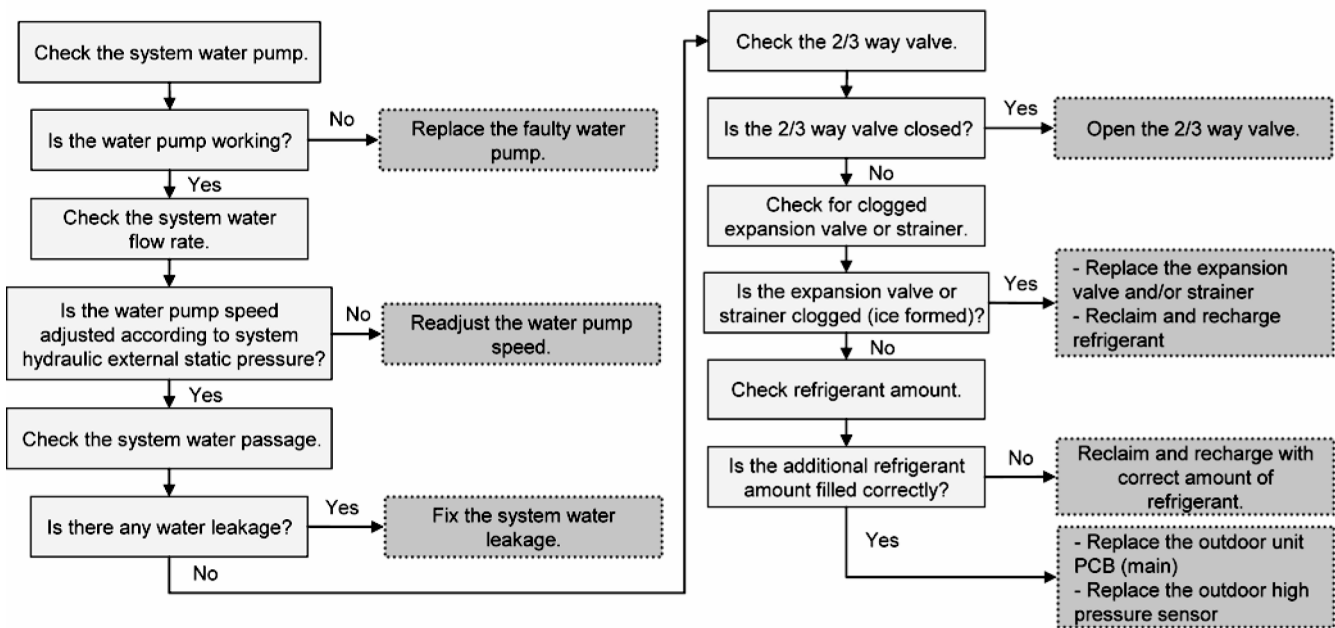 Check the system water pump.
Is the water pump working?
No
Replace the faulty water
pump.
Yes
Check the system water
flow rate.
Is the water pump speed
adjusted according to system
hydraulic external static pressure?
No
Readjust the water pump
speed.
Yes
Check the system water passage.
Is there any water leakage?
Yes
Fix the system water
leakage.
No
Check the 2/3 way valve.
Is the 2/3 way valve closed?
Yes
Open the 2/3 way valve.
No
Check for clogged
expansion valve or strainer.
Is the expansion valve or
strainer clogged (ice formed)?
Yes
- Replace the expansion
valve and/or strainer
- Reclaim and recharge
refrigerant
No
Check refrigerant amount.
Is the additional refrigerant
amount filled correctly?
No
Reclaim and recharge with
correct amount of
refrigerant.
Yes
- Replace the outdoor unit
PCB (main)
- Replace the outdoor high
pressure sensor